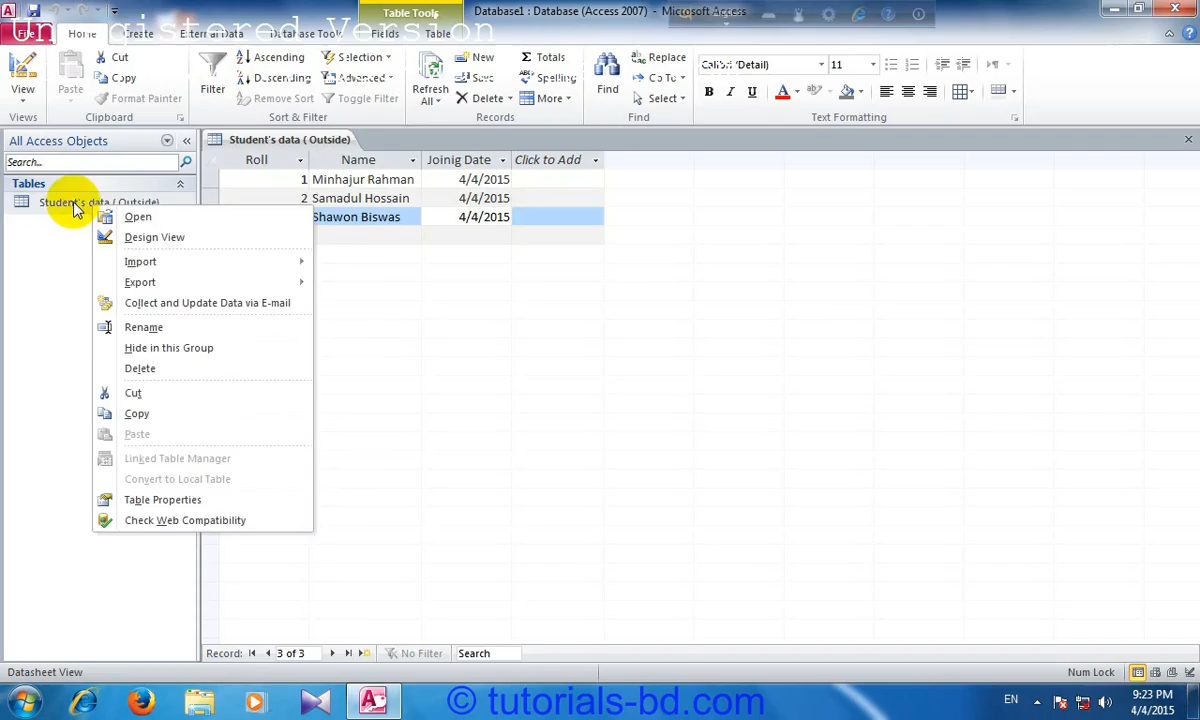 Table Tools
Database1 : Database (Access 2007) - Microsoft Access
Unregistered Version
File Home Create External Data Database Tools Fields Table
View
Views
Paste
Cut
Copy
Format Painter
Clipboard
Filter
Ascending
Descending
Remove Sort
Selection
Advanced
Toggle Filter
Sort & Filter
Refresh
All
New
Save
Delete
Totals
Spelling
More
Records
Find
Replace
Go To
Select
Find
Calibri (Detail)
11
B I U A
Text Formatting
All Access Objects
Search...
Tables
Student's data ( Outside)
Open
Design View
Import
Export
Collect and Update Data via E-mail
Rename
Hide in this Group
Delete
Cut
Copy
Paste
Linked Table Manager
Convert to Local Table
Table Properties
Check Web Compatibility
Student's data ( Outside)
Roll Name Joinig Date Click to Add
1 Minhajur Rahman 4/4/2015
2 Samadul Hossain 4/4/2015
Shawon Biswas 4/4/2015
Record: 3 of 3 No Filter Search
Datasheet View
Num Lock
© tutorials-bd.com
EN
9:23 PM
4/4/2015